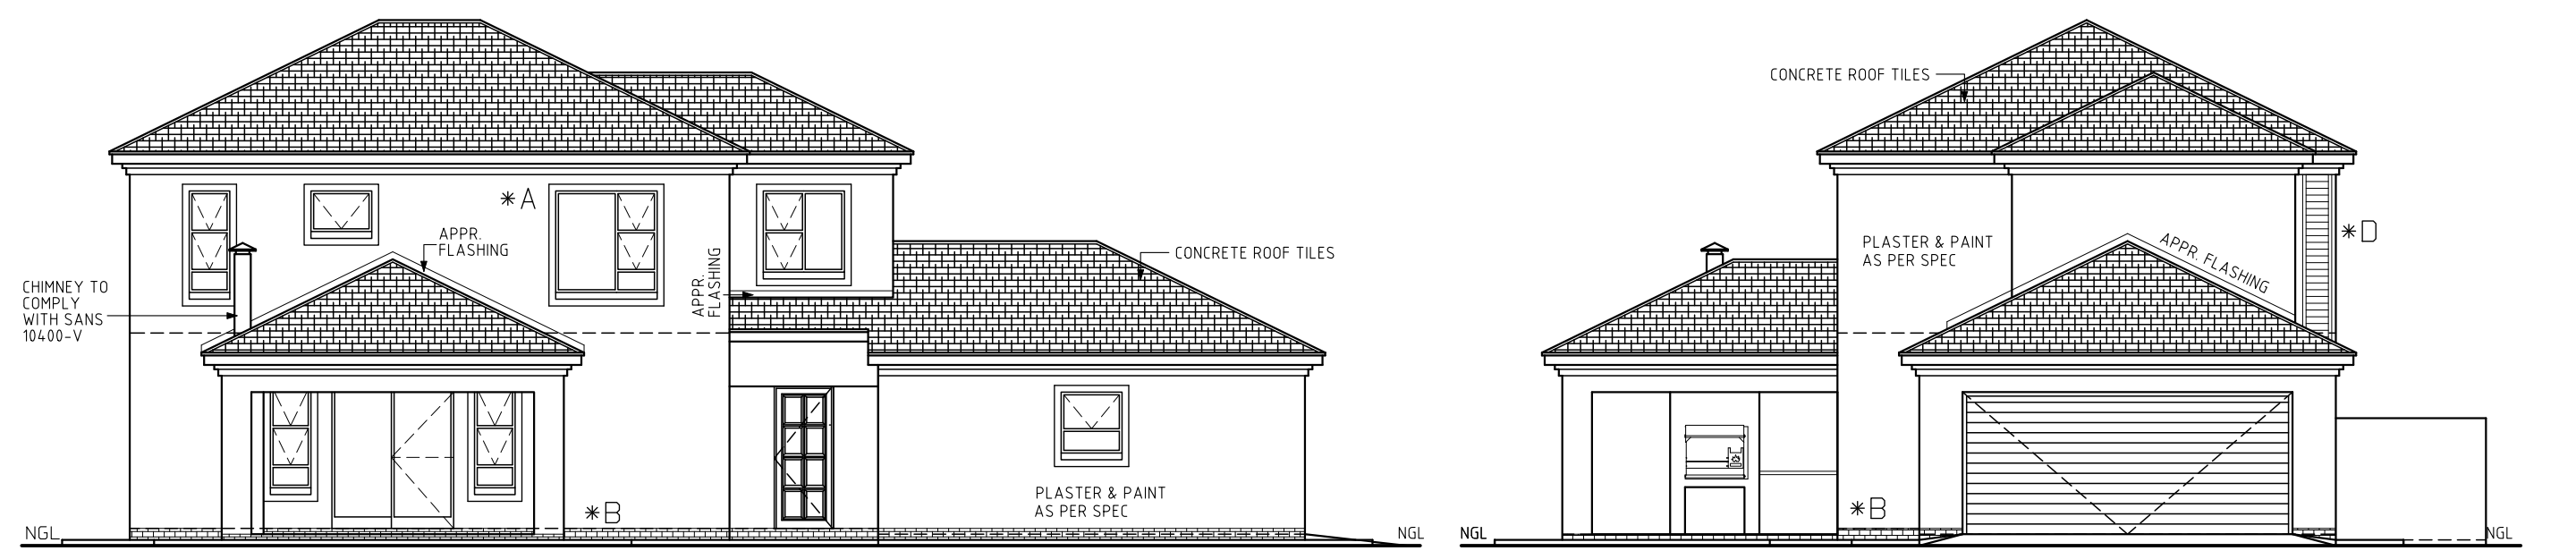 *A
APPR.
FLASHING
CHIMNEY TO
COMPLY
WITH SANS
10400-V
APPR.
FLASHING
CONCRETE ROOF TILES
PLASTER & PAINT
AS PER SPEC
*B
NGL
NGL
CONCRETE ROOF TILES
PLASTER & PAINT
AS PER SPEC
APPR. FLASHING
*D
*B
NGL
NGL